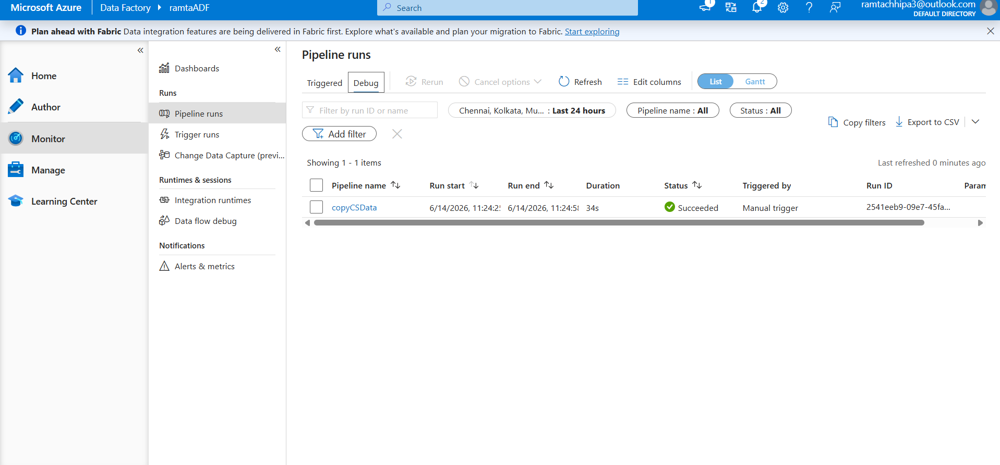 Microsoft Azure
Data Factory
ramtaADF
Search
1
2
ramtachhipa3@outlook.com
DEFAULT DIRECTORY
Plan ahead with Fabric Data integration features are being delivered in Fabric first. Explore what's available and plan your migration to Fabric. Start exploring
Home
Author
Monitor
Manage
Learning Center
Dashboards
Runs
Pipeline runs
Trigger runs
Change Data Capture (previ...
Runtimes & sessions
Integration runtimes
Data flow debug
Notifications
Alerts & metrics
Pipeline runs
Triggered
Debug
Rerun
Cancel options
Refresh
Edit columns
List
Gantt
Filter by run ID or name
Chennai, Kolkata, Mu... : Last 24 hours
Pipeline name : All
Status : All
Add filter
Copy filters
Export to CSV
Showing 1 - 1 items
Last refreshed 0 minutes ago
Pipeline name Run start Run end Duration Status Triggered by Run ID Param
copyCSData 6/14/2026, 11:24:25 6/14/2026, 11:24:58 34s Succeeded Manual trigger 2541eeb9-09e7-45fa...